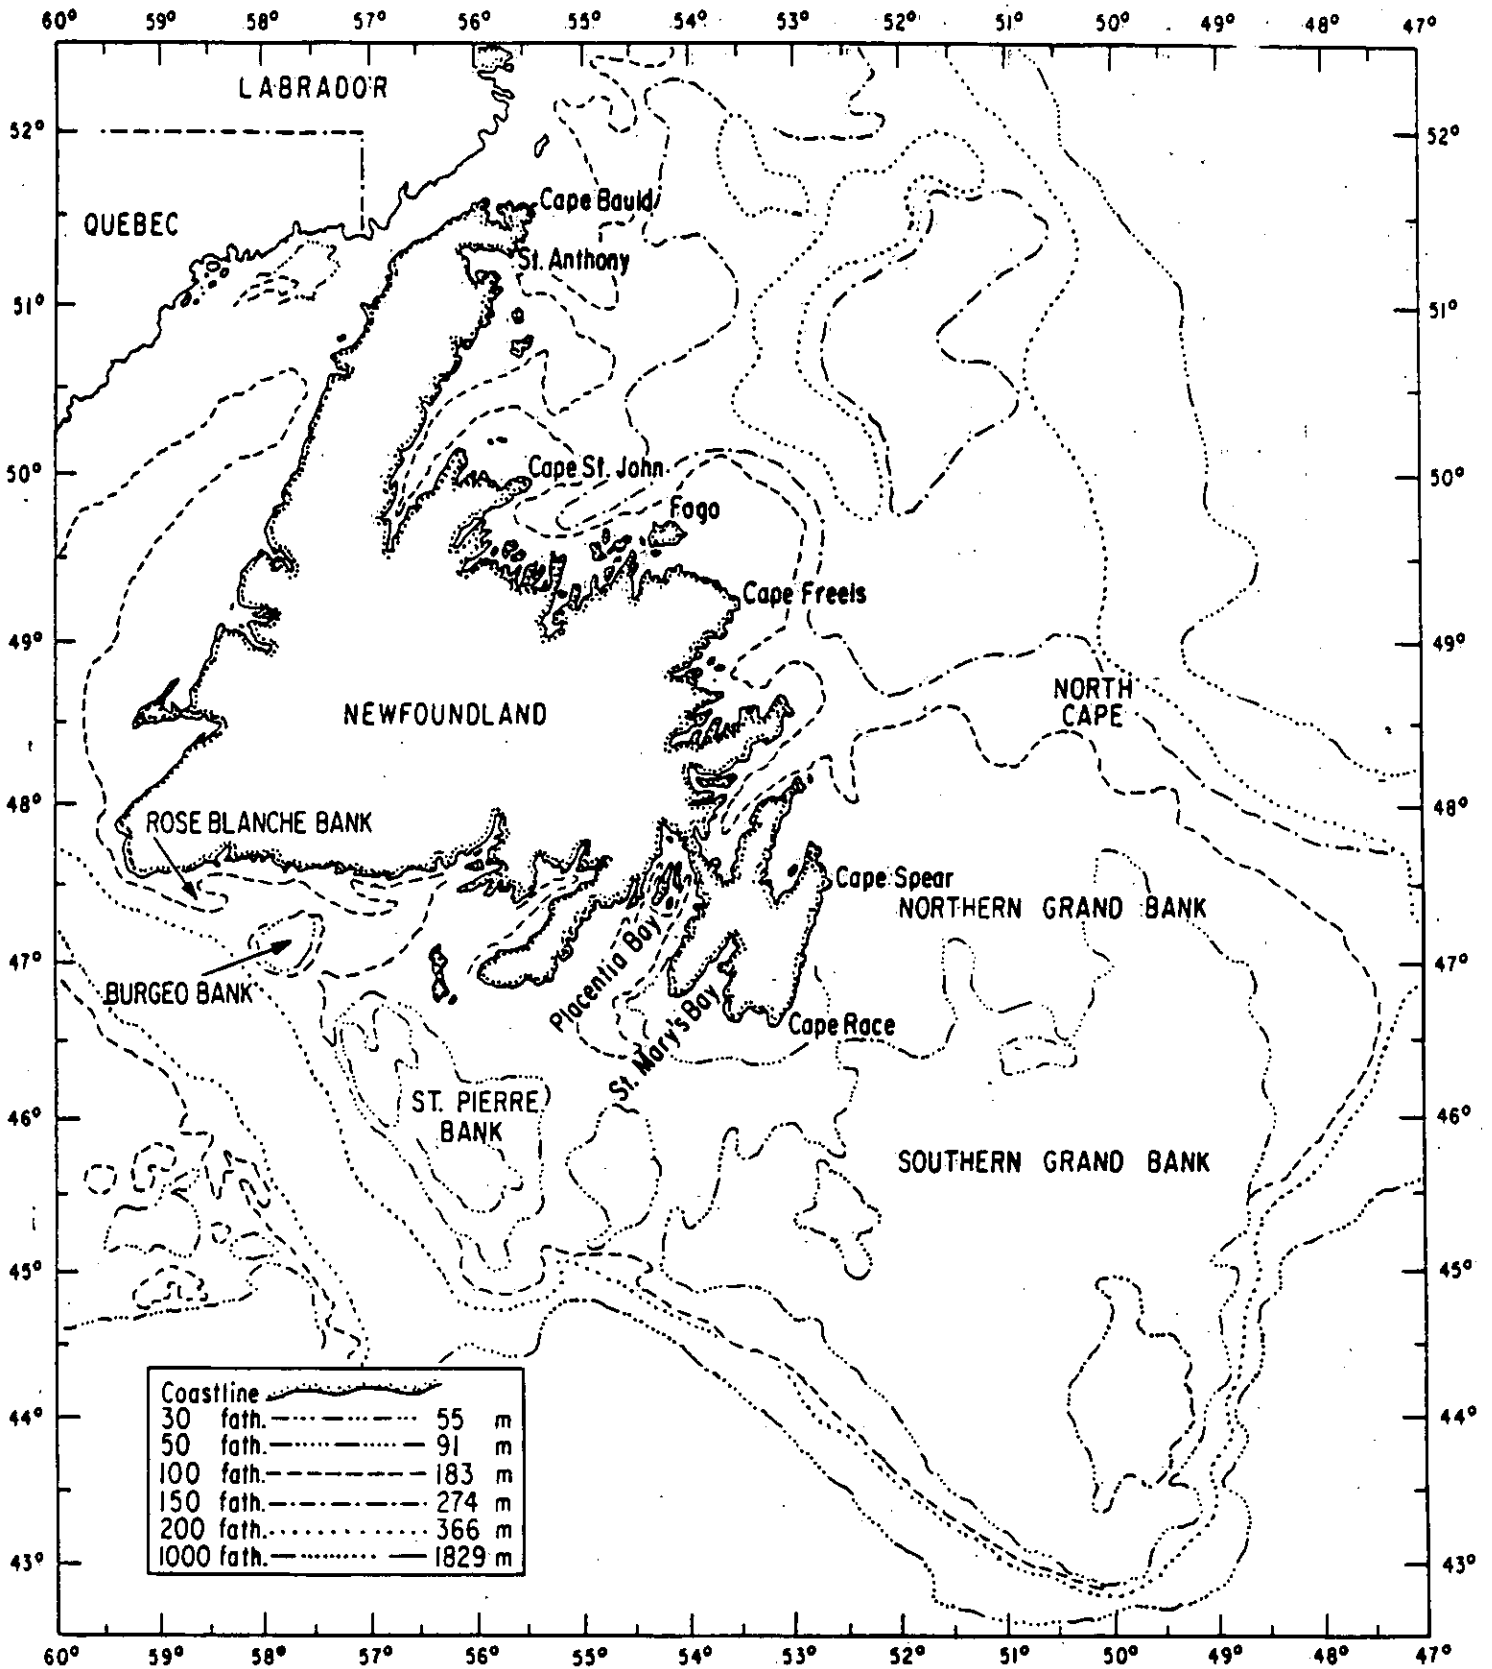 60° 59° 58° 57° 56° 55° 54° 53° 52° 51° 50° 49° 48° 47°
LABRADOR
52° 52°
Cape Bauld
QUEBEC
St. Anthony
51° 51°
50° 50°
Cape St. John
Fogo
Cape Freels
49° 49°
NORTH
CAPE
NEWFOUNDLAND
48° 48°
ROSE BLANCHE BANK
Cape Spear
NORTHERN GRAND BANK
Placentia Bay
47° 47°
BURGEO BANK
St. Mary's Bay
Cape Race
46° 46°
ST. PIERRE
BANK
SOUTHERN GRAND BANK
45° 45°
Coastline
30 fath. 55 m
50 fath. 91 m
100 fath. 183 m
150 fath. 274 m
200 fath. 366 m
1000 fath. 1829 m
44° 44°
43° 43°
60° 59° 58° 57° 56° 55° 54° 53° 52° 51° 50° 49° 48° 47°